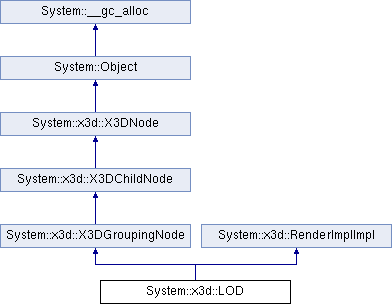 System::__gc_alloc
System::Object
System::x3d::X3DNode
System::x3d::X3DChildNode
System::x3d::X3DGroupingNode
System::x3d::RenderImplImpl
System::x3d::LOD